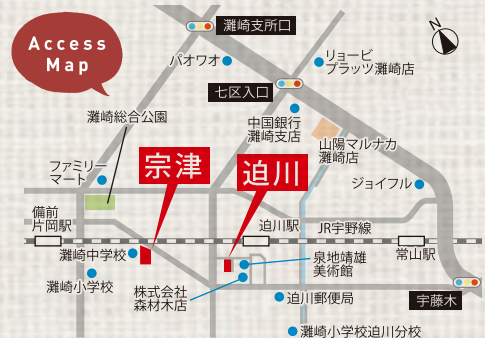 Access
Map
灘崎支所口
N
パオワオ
リョービ
プラッツ灘崎店
七区入口
灘崎総合公園
中国銀行
灘崎支店
山陽マルナカ
灘崎店
宗津
迫川
ファミリー
マート
ジョイフル
備前
片岡駅
迫川駅
JR宇野線
灘崎中学校
常山駅
泉地靖雄
美術館
灘崎小学校
株式会社
森材木店
迫川郵便局
宇藤木
灘崎小学校迫川分校